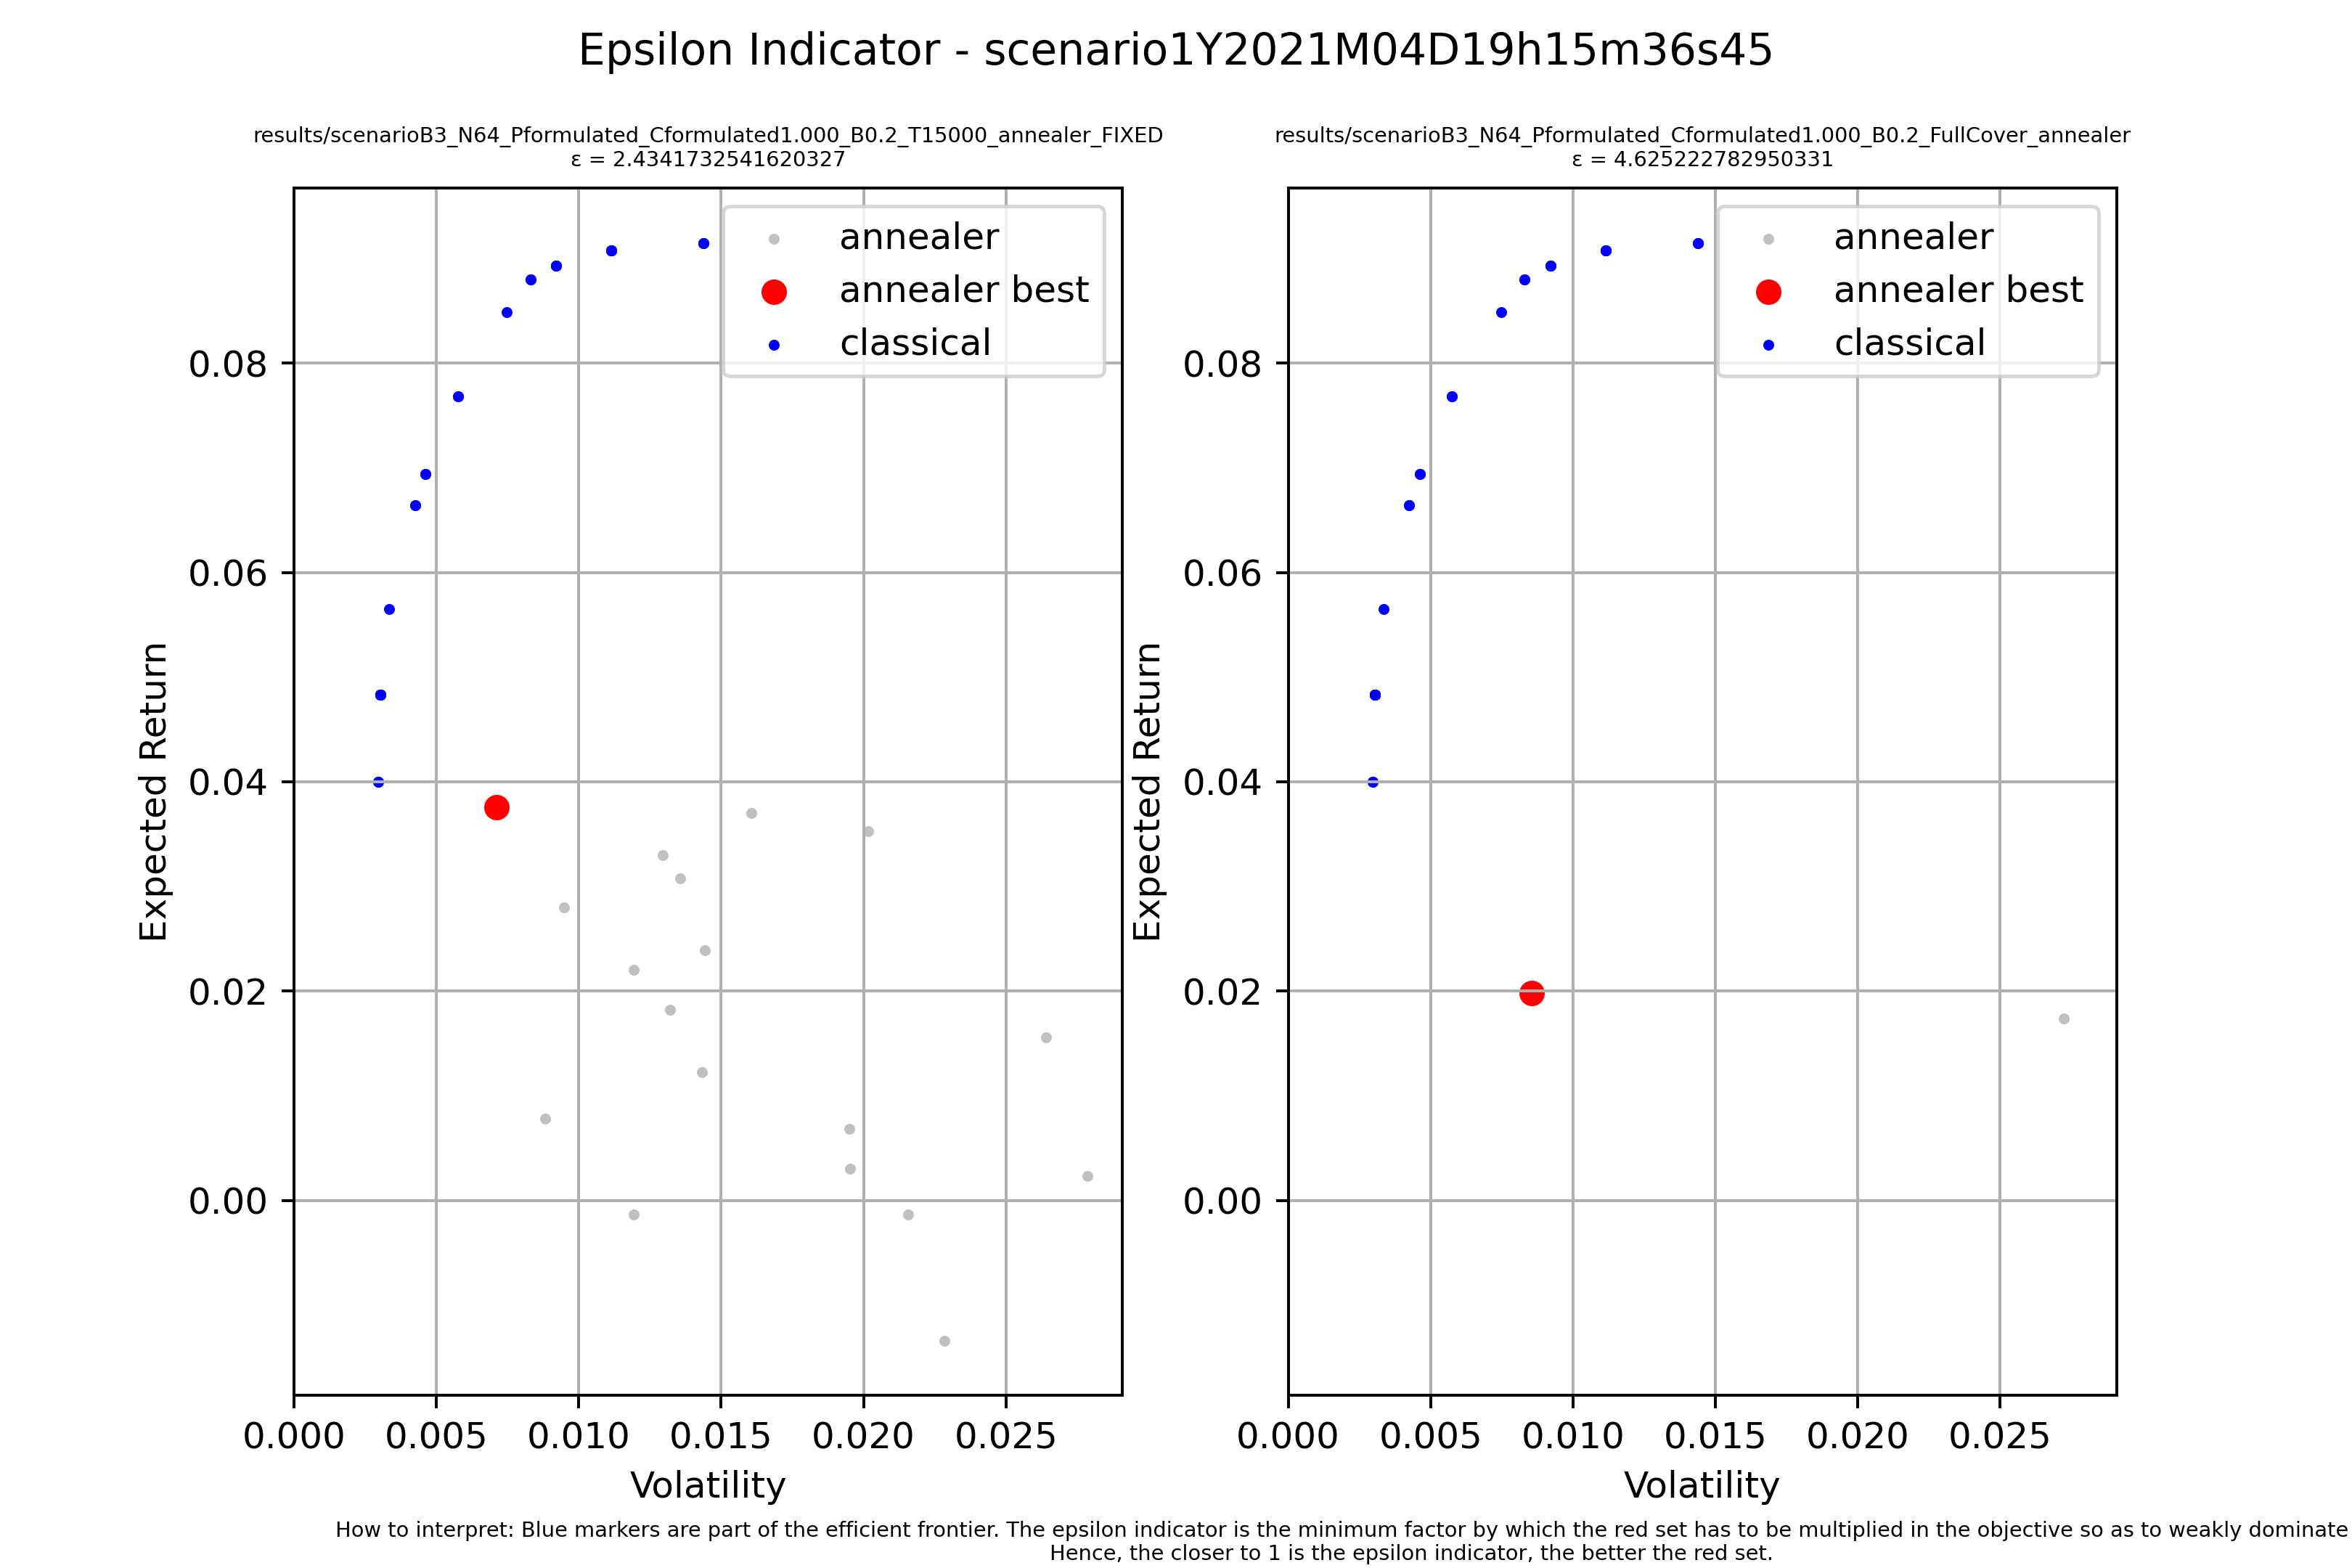 Epsilon Indicator - scenario1Y2021M04D19h15m36s45
results/scenarioB3_N64_Pformulated_Cformulated1.000_B0.2_T15000_annealer_FIXED
ε = 2.4341732541620327
annealer
annealer best
classical
0.08
0.06
0.04
0.02
0.00
Expected Return
0.000 0.005 0.010 0.015 0.020 0.025
Volatility
results/scenarioB3_N64_Pformulated_Cformulated1.000_B0.2_FullCover_annealer
ε = 4.625222782950331
annealer
annealer best
classical
0.08
0.06
0.04
0.02
0.00
Expected Return
0.000 0.005 0.010 0.015 0.020 0.025
Volatility
How to interpret: Blue markers are part of the efficient frontier. The epsilon indicator is the minimum factor by which the red set has to be multiplied in the objective so as to weakly dominate
Hence, the closer to 1 is the epsilon indicator, the better the red set.